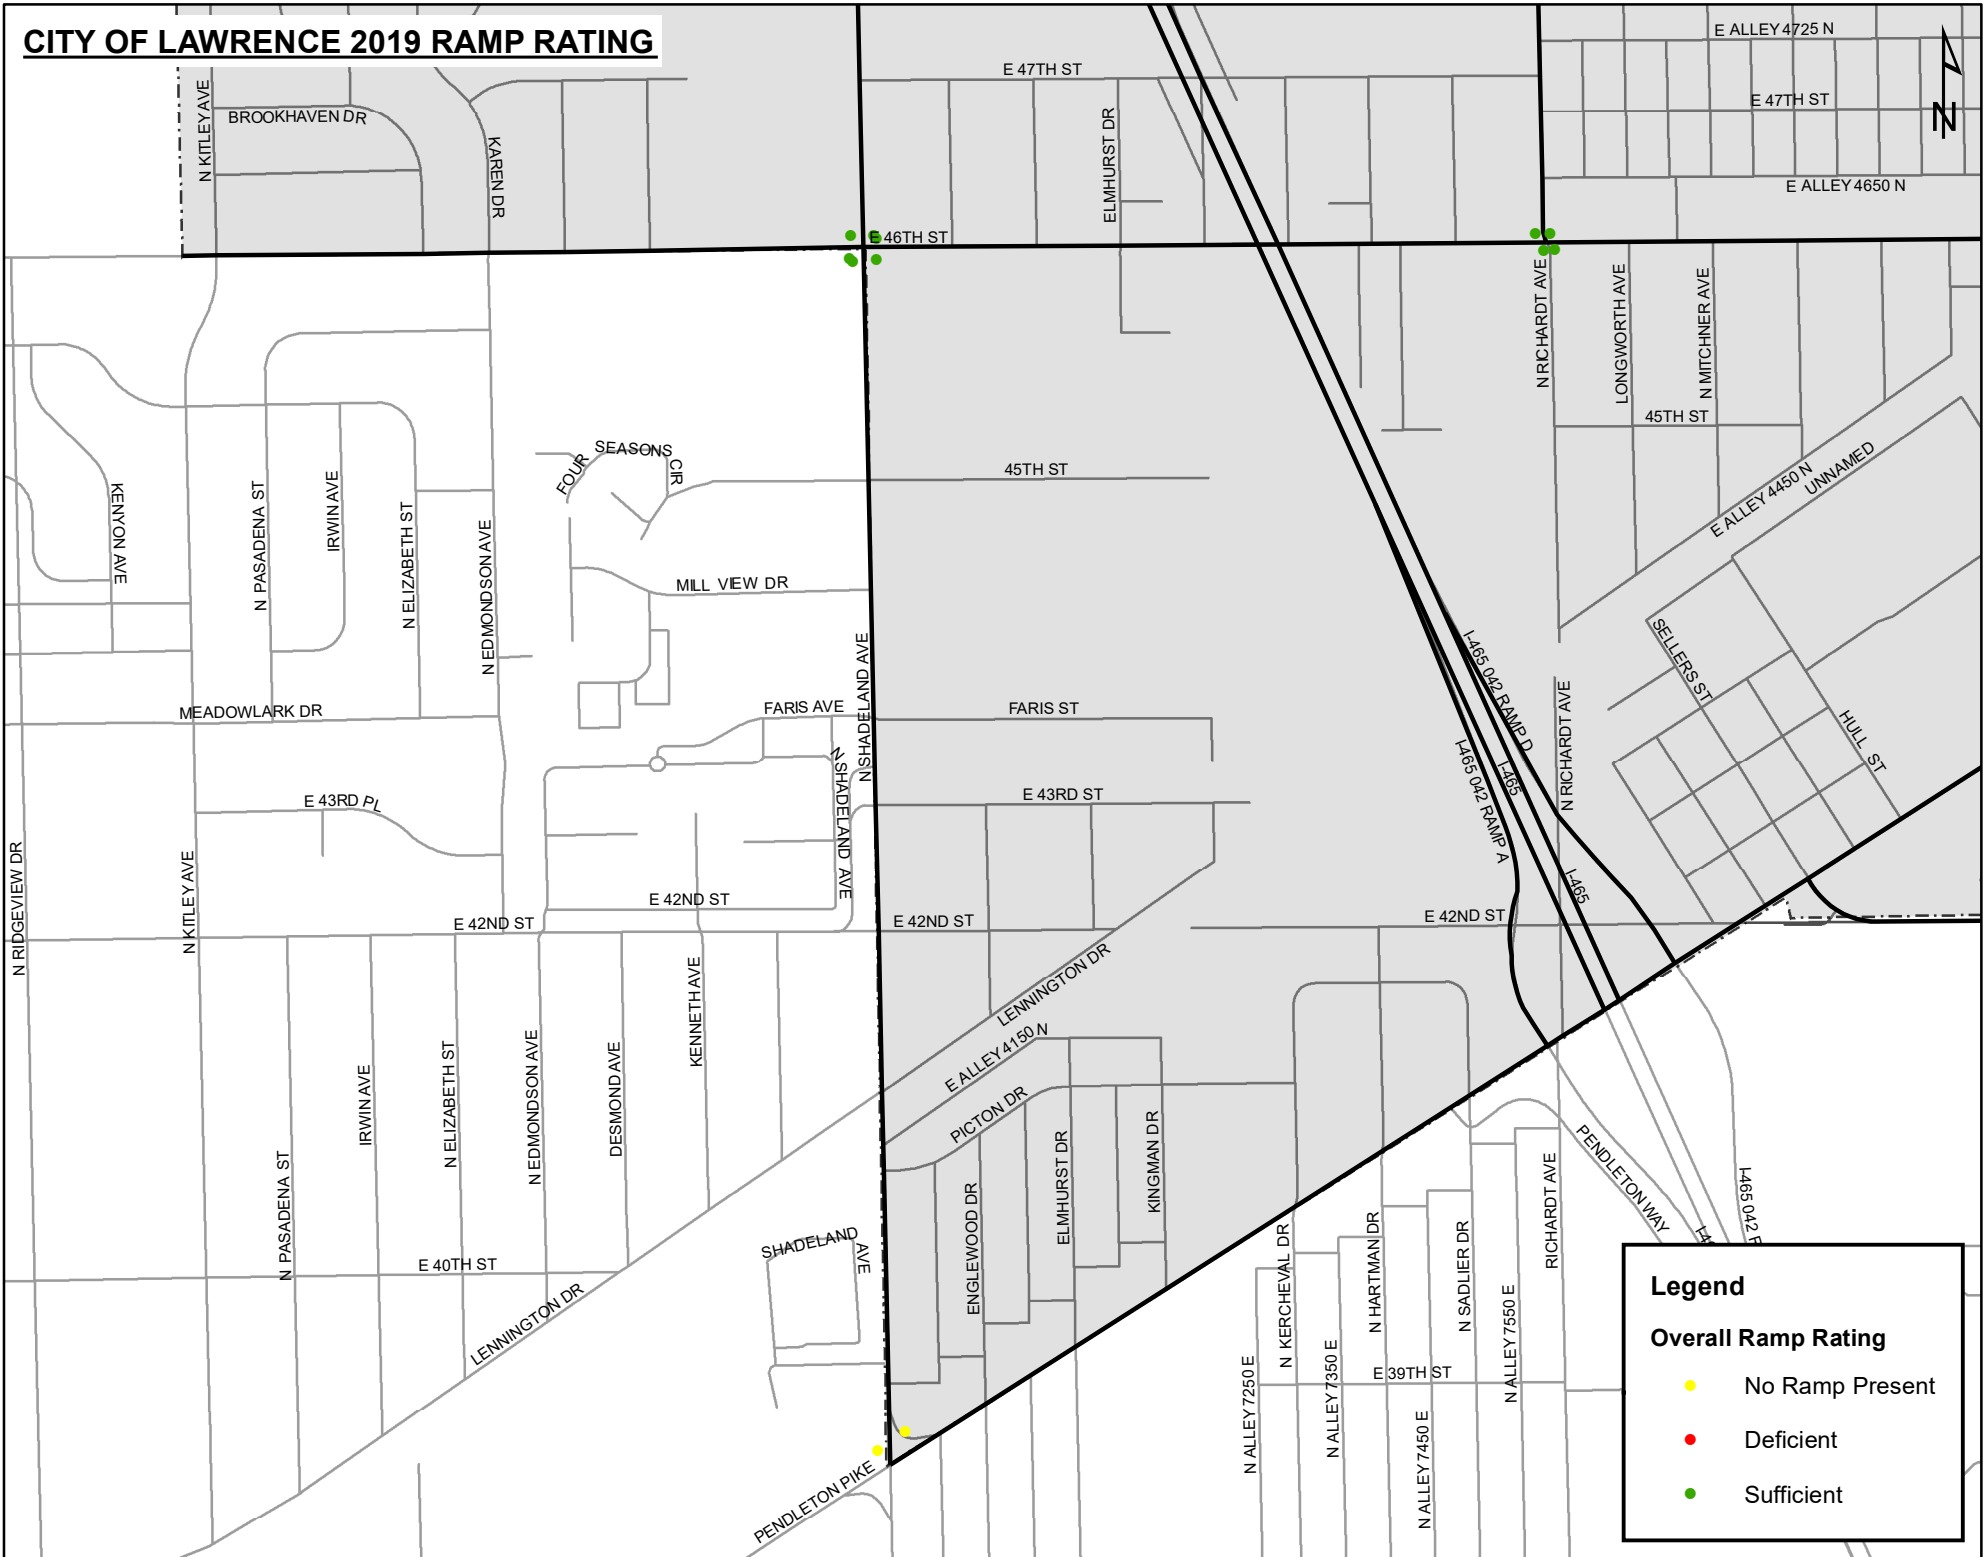 CITY OF LAWRENCE 2019 RAMP RATING
E ALLEY 4725 N
E 47TH ST
E 47TH ST
N
N KITLEY AVE
BROOKHAVEN DR
KAREN DR
ELMHURST DR
E ALLEY 4650 N
E 46TH ST
N RICHARDT AVE
LONGWORTH AVE
N MITCHNER AVE
45TH ST
FOUR SEASONS CIR
45TH ST
E ALLEY 4450 N
UNNAMED
KENYON AVE
N PASADENA ST
IRWIN AVE
N ELIZABETH ST
N EDMONDSON AVE
MILL VIEW DR
N SHADELAND AVE
I-465 042 RAMP D
SELLERS ST
MEADOWLARK DR
FARIS AVE
FARIS ST
N SHADELAND AVE
I-465 042 RAMP A
I-465
N RICHARDT AVE
HULL ST
E 43RD PL
E 43RD ST
N RIDGEVIEW DR
N KITLEY AVE
E 42ND ST
E 42ND ST
E 42ND ST
E 42ND ST
I-465
LENNINGTON DR
KENNETH AVE
E ALLEY 4150 N
PICTON DR
IRWIN AVE
N ELIZABETH ST
N EDMONDSON AVE
DESMOND AVE
N PASADENA ST
ELMHURST DR
KINGMAN DR
ENGLEWOOD DR
RICHARDT AVE
PENDLETON WAY
I-465 042 R
I-46
SHADELAND AVE
E 40TH ST
LENNINGTON DR
N KERCHEVAL DR
N HARTMAN DR
N SADLIER DR
N ALLEY 7550 E
N ALLEY 7250 E
N ALLEY 7350 E
E 39TH ST
N ALLEY 7450 E
PENDLETON PIKE
Legend
Overall Ramp Rating
No Ramp Present
Deficient
Sufficient